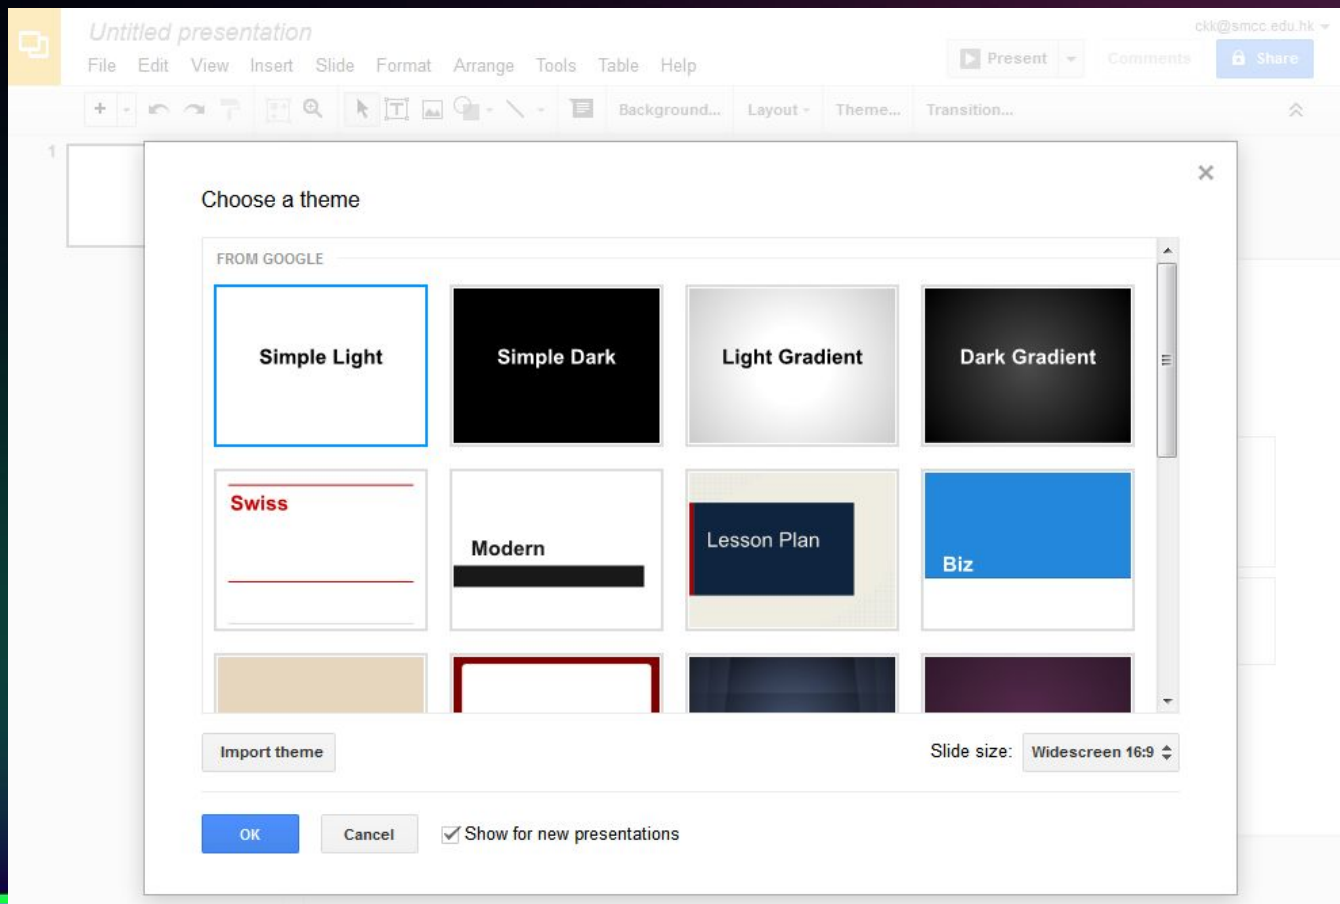 Untitled presentation
ckk@smcc.edu.hk
File Edit View Insert Slide Format Arrange Tools Table Help
Present
Comments
Share
Background... Layout Theme... Transition...
1
Choose a theme
FROM GOOGLE
Simple Light
Simple Dark
Light Gradient
Dark Gradient
Swiss
Modern
Lesson Plan
Biz
Import theme
Slide size: Widescreen 16:9
OK
Cancel
Show for new presentations